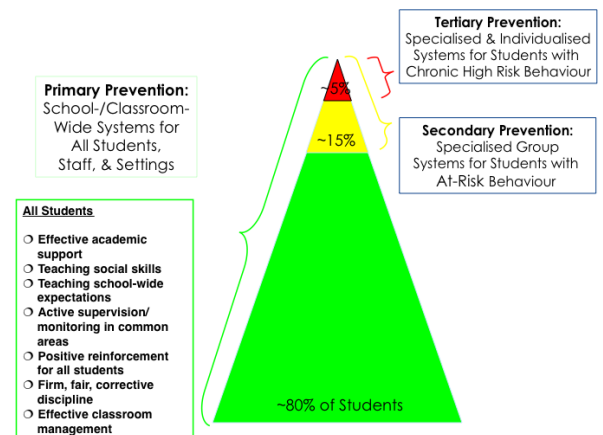 Tertiary Prevention:
Specialised & Individualised
Systems for Students with
Chronic High Risk Behaviour
Primary Prevention:
School-/Classroom-
Wide Systems for
All Students,
Staff, & Settings
~5%
~15%
Secondary Prevention:
Specialised Group
Systems for Students with
At-Risk Behaviour
All Students
❍ Effective academic
support
❍ Teaching social skills
❍ Teaching school-wide
expectations
❍ Active supervision/
monitoring in common
areas
❍ Positive reinforcement
for all students
❍ Firm, fair, corrective
discipline
❍ Effective classroom
management
~80% of Students